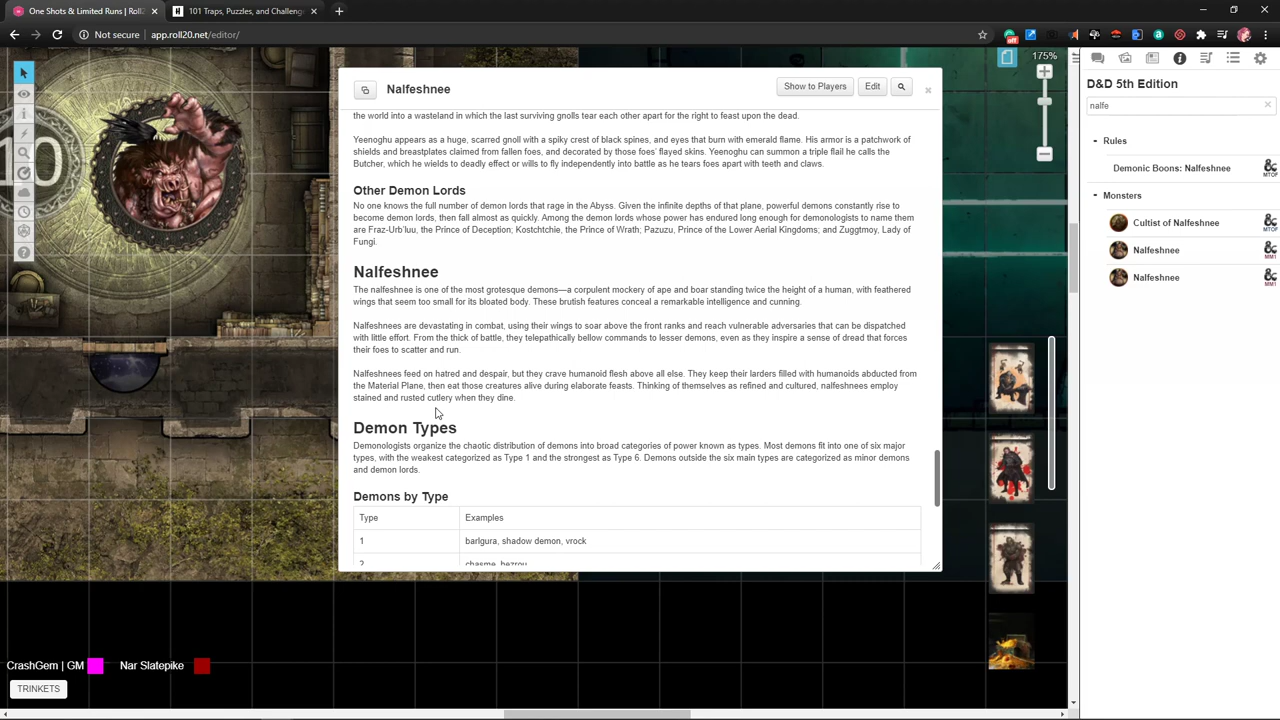 One Shots & Limited Runs | Roll2
101 Traps, Puzzles, and Challeng
Not secure
app.roll20.net/editor/
off
175%
Nalfeshnee
Show to Players
Edit
the world into a wasteland in which the last surviving gnolls tear each other apart for the right to feast upon the dead.
Yeenoghu appears as a huge, scarred gnoll with a spiky crest of black spines, and eyes that burn with emerald flame. His armor is a patchwork of
shields and breastplates claimed from fallen foes, and decorated by those foes' flayed skins. Yeenoghu can summon a triple flail he calls the
Butcher, which he wields to deadly effect or wills to fly independently into battle as he tears foes apart with teeth and claws.
Other Demon Lords
No one knows the full number of demon lords that rage in the Abyss. Given the infinite depths of that plane, powerful demons constantly rise to
become demon lords, then fall almost as quickly. Among the demon lords whose power has endured long enough for demonologists to name them
are Fraz-Urb'luu, the Prince of Deception; Kostchtchie, the Prince of Wrath; Pazuzu, Prince of the Lower Aerial Kingdoms; and Zuggtmoy, Lady of
Fungi.
Nalfeshnee
The nalfeshnee is one of the most grotesque demons—a corpulent mockery of ape and boar standing twice the height of a human, with feathered
wings that seem too small for its bloated body. These brutish features conceal a remarkable intelligence and cunning.
Nalfeshnees are devastating in combat, using their wings to soar above the front ranks and reach vulnerable adversaries that can be dispatched
with little effort. From the thick of battle, they telepathically bellow commands to lesser demons, even as they inspire a sense of dread that forces
their foes to scatter and run.
Nalfeshnees feed on hatred and despair, but they crave humanoid flesh above all else. They keep their larders filled with humanoids abducted from
the Material Plane, then eat those creatures alive during elaborate feasts. Thinking of themselves as refined and cultured, nalfeshnees employ
stained and rusted cutlery when they dine.
Demon Types
Demonologists organize the chaotic distribution of demons into broad categories of power known as types. Most demons fit into one of six major
types, with the weakest categorized as Type 1 and the strongest as Type 6. Demons outside the six main types are categorized as minor demons
and demon lords.
Demons by Type
Type Examples
1 barlgura, shadow demon, vrock
2 chasme, hezrou
D&D 5th Edition
nalfe
Rules
Demonic Boons: Nalfeshnee
MTOF
Monsters
Cultist of Nalfeshnee
MTOF
Nalfeshnee
MM1
Nalfeshnee
MM1
10
CrashGem | GM
Nar Slatepike
TRINKETS